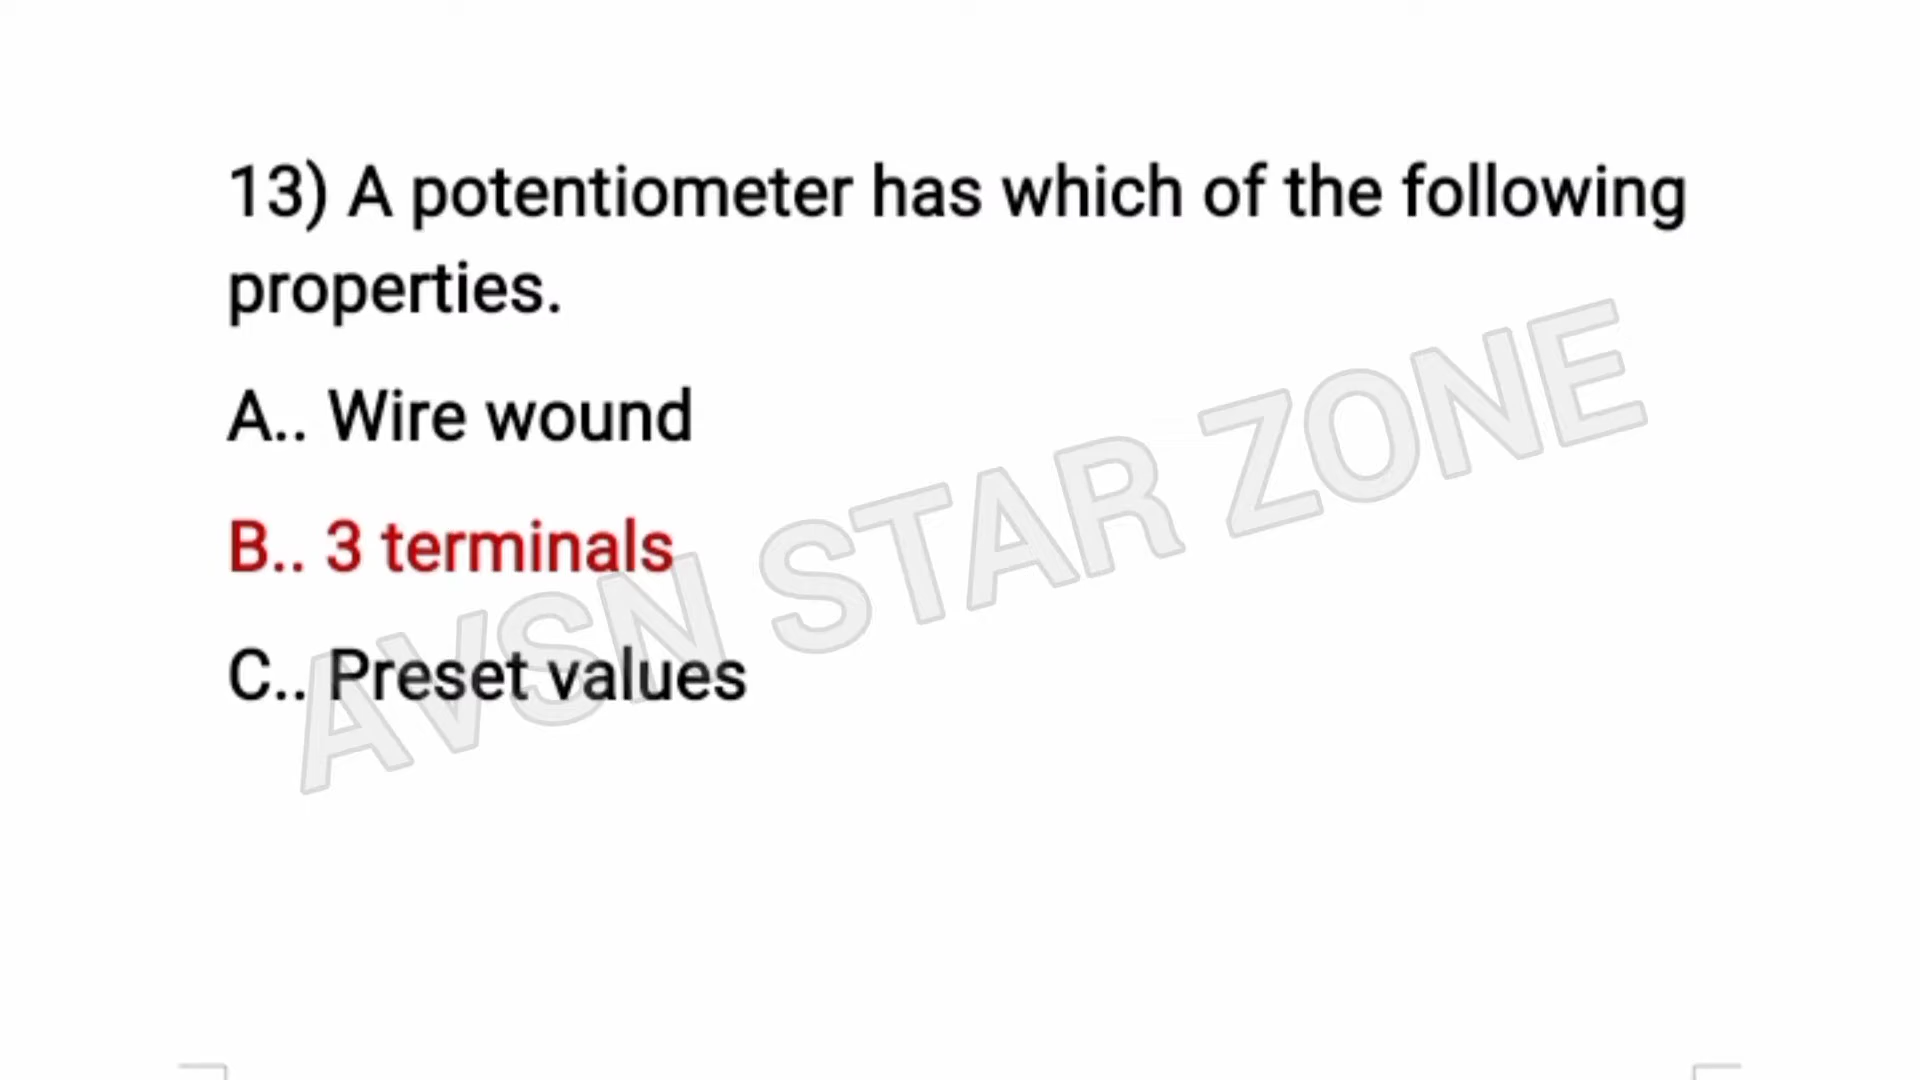 13) A potentiometer has which of the following
properties.
A.. Wire wound
B.. 3 terminals
C.. Preset values
AVSN STAR ZONE